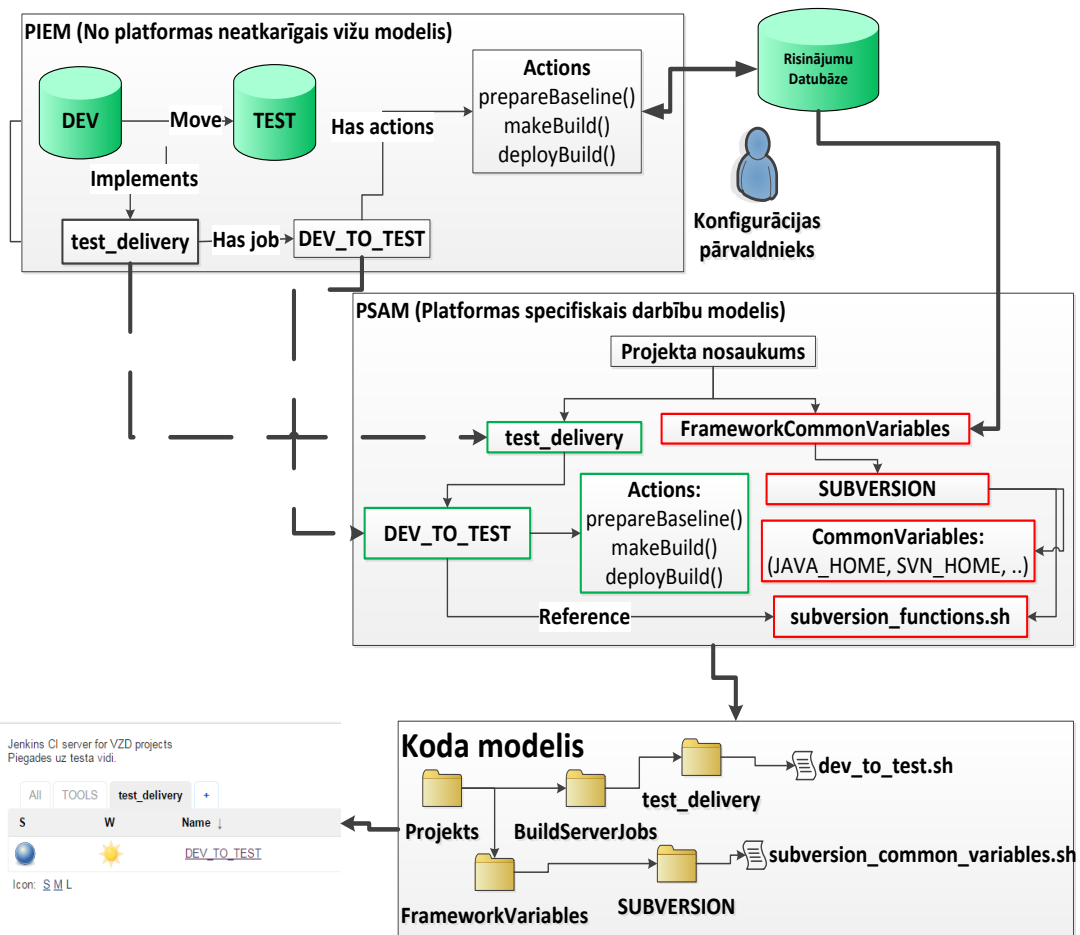 PIEM (No platformas neatkarīgais vižu modelis)
DEV
Move
TEST
Implements
test_delivery
Has job
DEV_TO_TEST
Has actions
Actions
prepareBaseline()
makeBuild()
deployBuild()
Risinājumu
Datubāze
Konfigurācijas
pārvaldnieks
PSAM (Platformas specifiskais darbību modelis)
Projekta nosaukums
test_delivery
FrameworkCommonVariables
SUBVERSION
DEV_TO_TEST
Actions:
prepareBaseline()
makeBuild()
deployBuild()
CommonVariables:
(JAVA_HOME, SVN_HOME, ..)
Reference
subversion_functions.sh
Koda modelis
Projekts
BuildServerJobs
test_delivery
dev_to_test.sh
FrameworkVariables
SUBVERSION
subversion_common_variables.sh
Jenkins CI server for VZD projects
Piegades uz testa vidi.
All TOOLS test_delivery +
S W Name ↓
DEV_TO_TEST
Icon: S M L